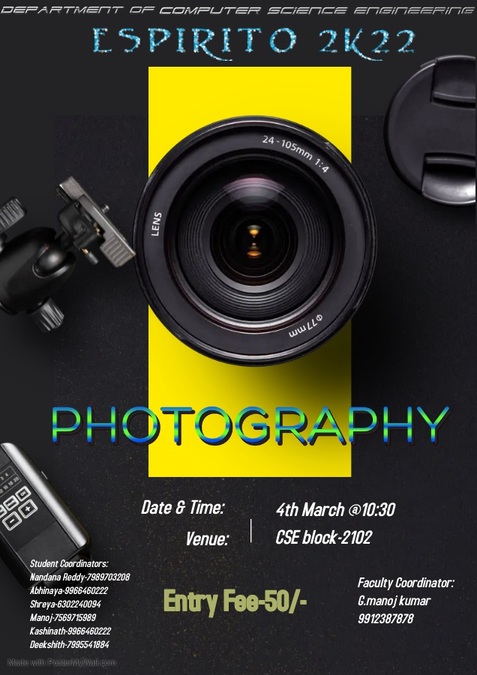 DEPARTMENT OF COMPUTER SCIENCE ENGINEERING
ESPIRITO 2K22
24-105mm 1:4
LENS
Φ77mm
PHOTOGRAPHY
Date & Time: 4th March @10:30
Venue: CSE block-2102
Student Coordinators:
Nandana Reddy-7989703208
Abhinaya-9966460222
Shreya-6302240094
Manoj-7569715989
Kashinath-9966460222
Deekshith-7995541884
Entry Fee-50/-
Faculty Coordinator:
G.manoj kumar
9912387878
Made with PosterMyWall.com